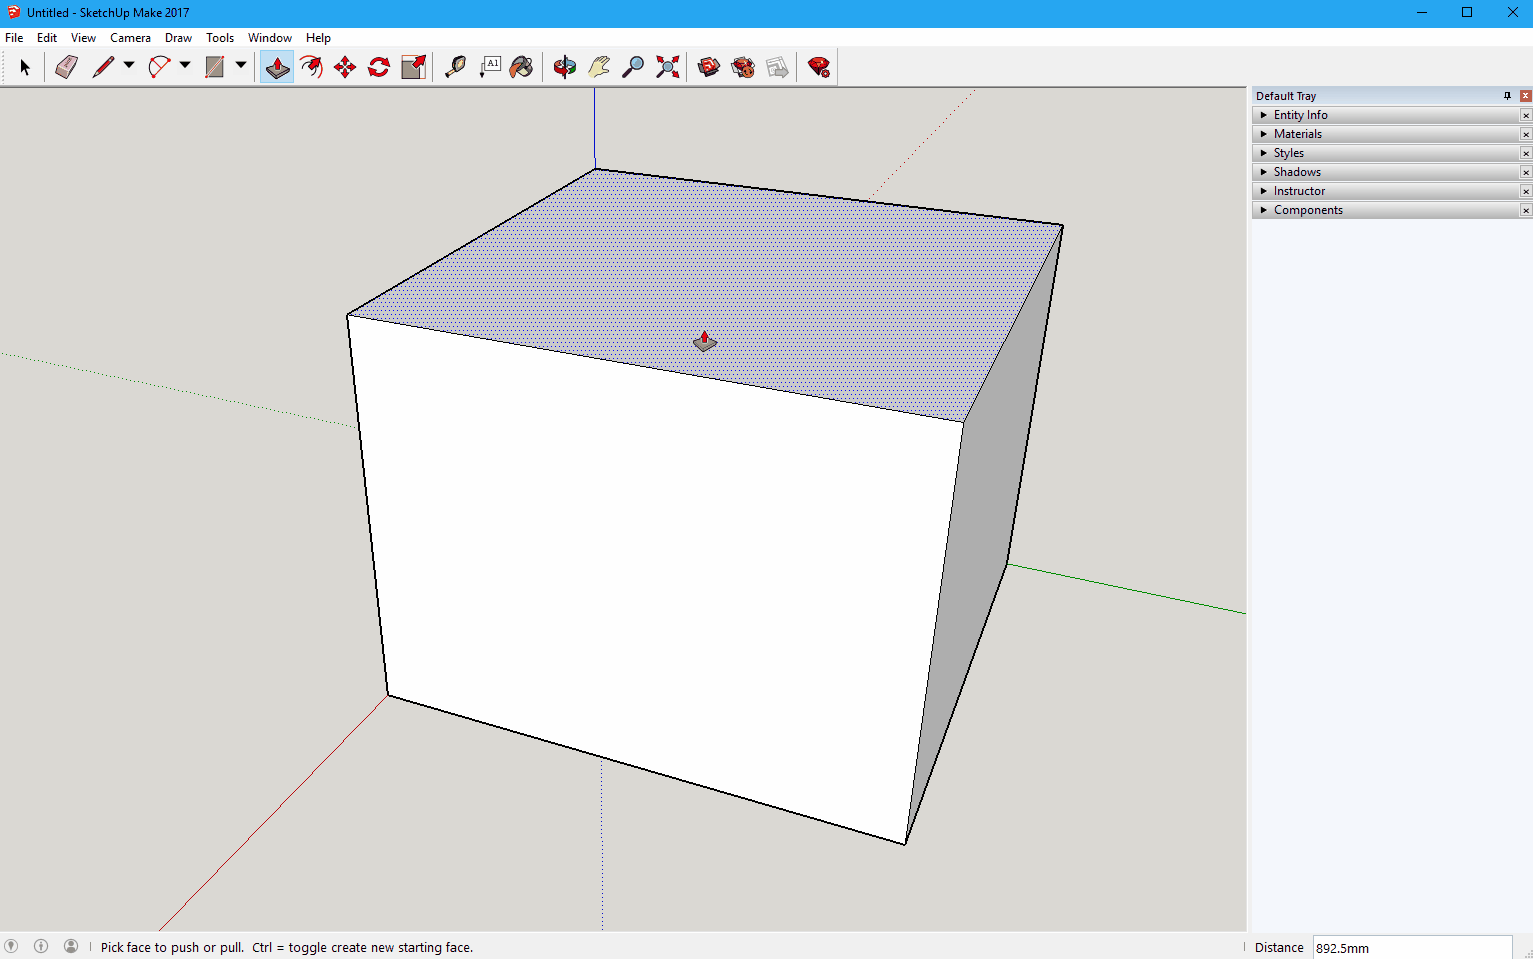 Untitled - SketchUp Make 2017
File Edit View Camera Draw Tools Window Help
A1
Default Tray
Entity Info
Materials
Styles
Shadows
Instructor
Components
Pick face to push or pull.  Ctrl = toggle create new starting face.
Distance 892.5mm